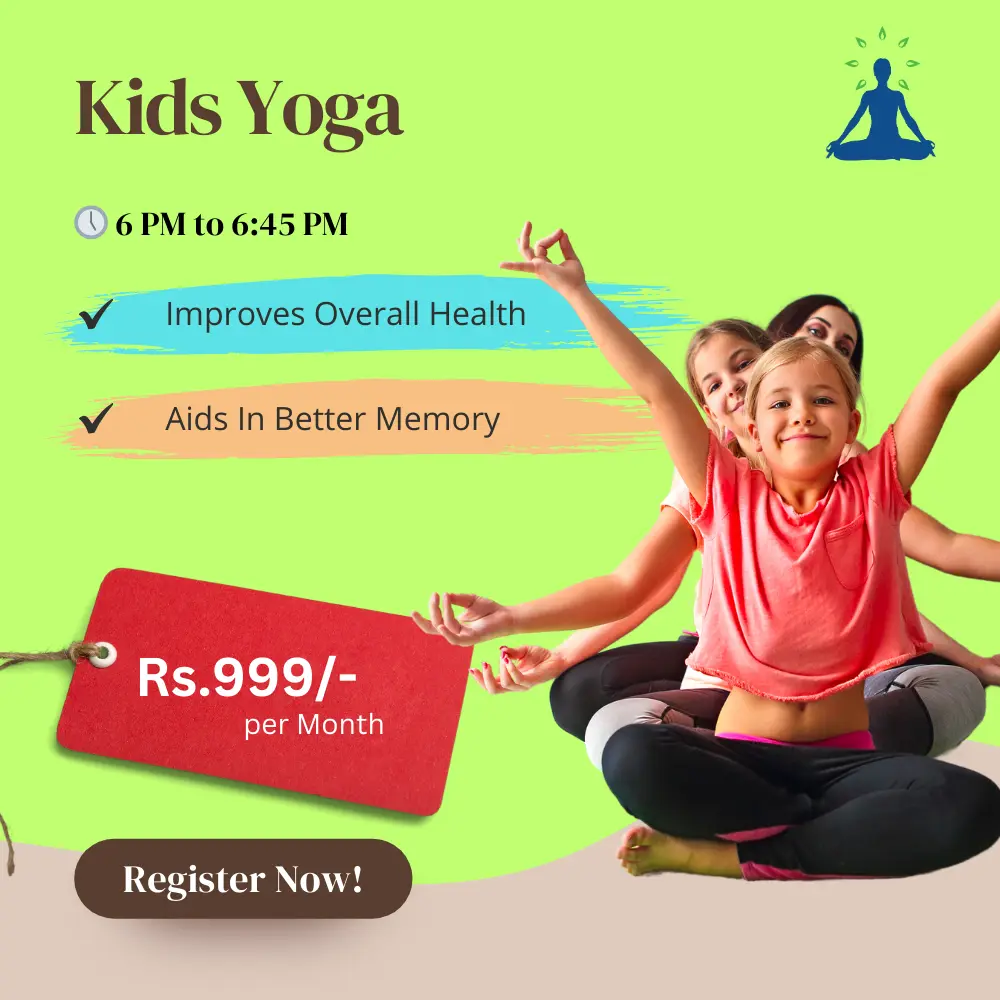 Kids Yoga
6 PM to 6:45 PM
Improves Overall Health
Aids In Better Memory
Rs.999/-
per Month
Register Now!